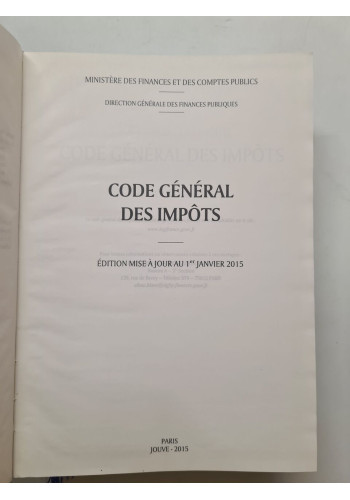 MINISTÈRE DES FINANCES ET DES COMPTES PUBLICS
DIRECTION GÉNÉRALE DES FINANCES PUBLIQUES
CODE GÉNÉRAL
DES IMPÔTS
ÉDITION MISE À JOUR AU 1er JANVIER 2015
PARIS
JOUVE - 2015